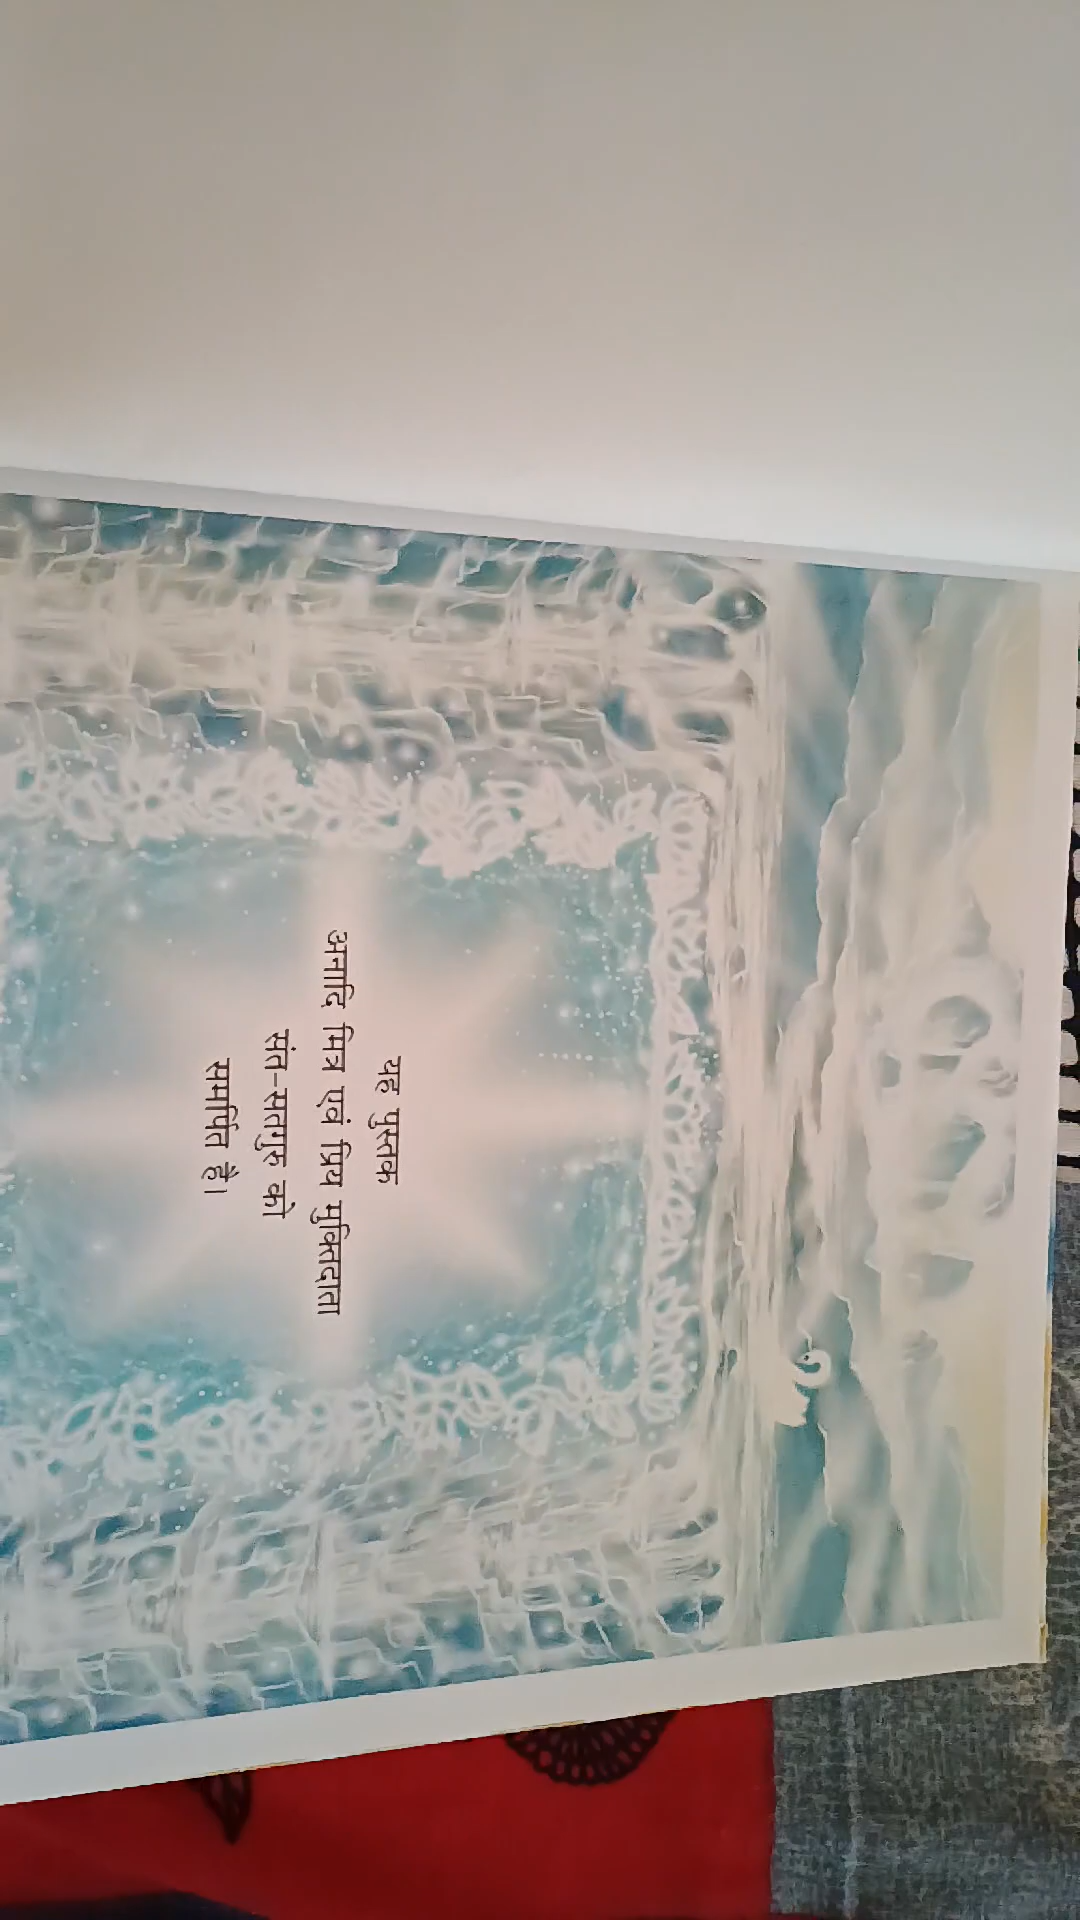 यह पुस्तक
अनादि मित्र एवं प्रिय मुक्तिदाता
संत-सतगुरु को
समर्पित है।